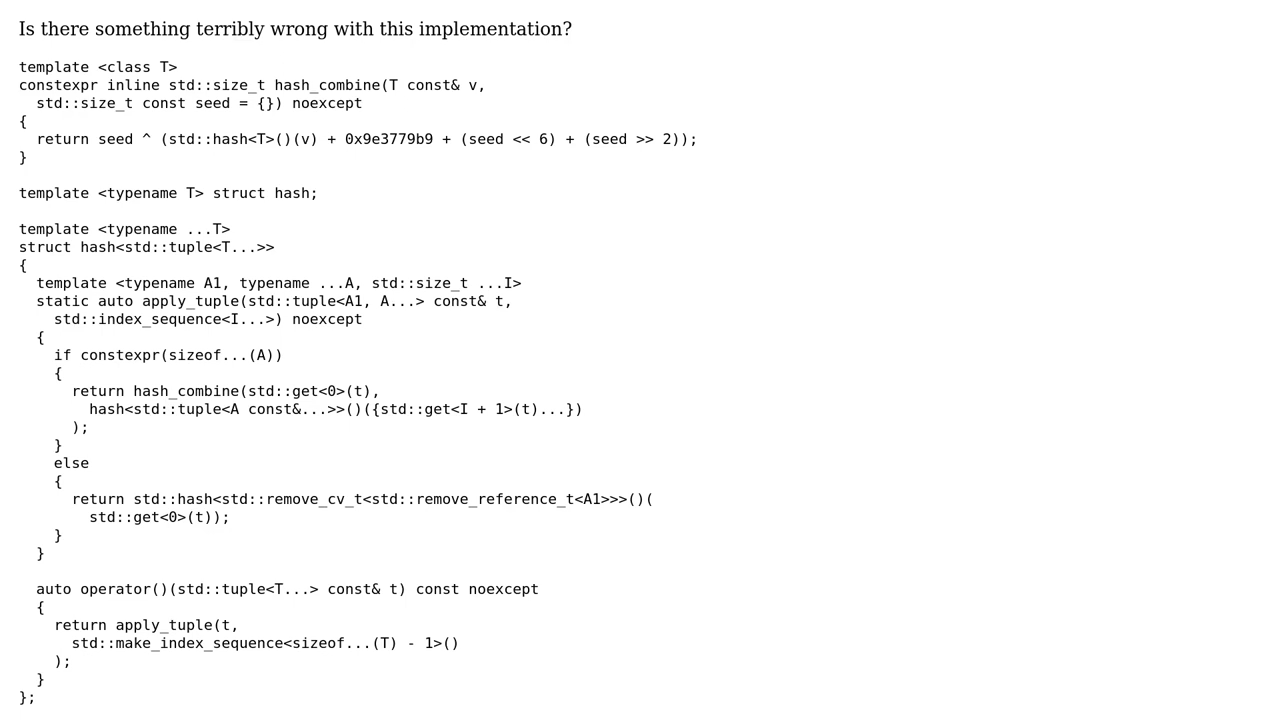 Is there something terribly wrong with this implementation?
template <class T>
constexpr inline std::size_t hash_combine(T const& v,
  std::size_t const seed = {}) noexcept
{
  return seed ^ (std::hash<T>()(v) + 0x9e3779b9 + (seed << 6) + (seed >> 2));
}
template <typename T> struct hash;
template <typename ...T>
struct hash<std::tuple<T...>>
{
  template <typename A1, typename ...A, std::size_t ...I>
  static auto apply_tuple(std::tuple<A1, A...> const& t,
    std::index_sequence<I...>) noexcept
  {
    if constexpr(sizeof...(A))
    {
      return hash_combine(std::get<0>(t),
        hash<std::tuple<A const&...>>()({std::get<I + 1>(t)...})
      );
    }
    else
    {
      return std::hash<std::remove_cv_t<std::remove_reference_t<A1>>>()(
        std::get<0>(t));
    }
  }
  auto operator()(std::tuple<T...> const& t) const noexcept
  {
    return apply_tuple(t,
      std::make_index_sequence<sizeof...(T) - 1>()
    );
  }
};